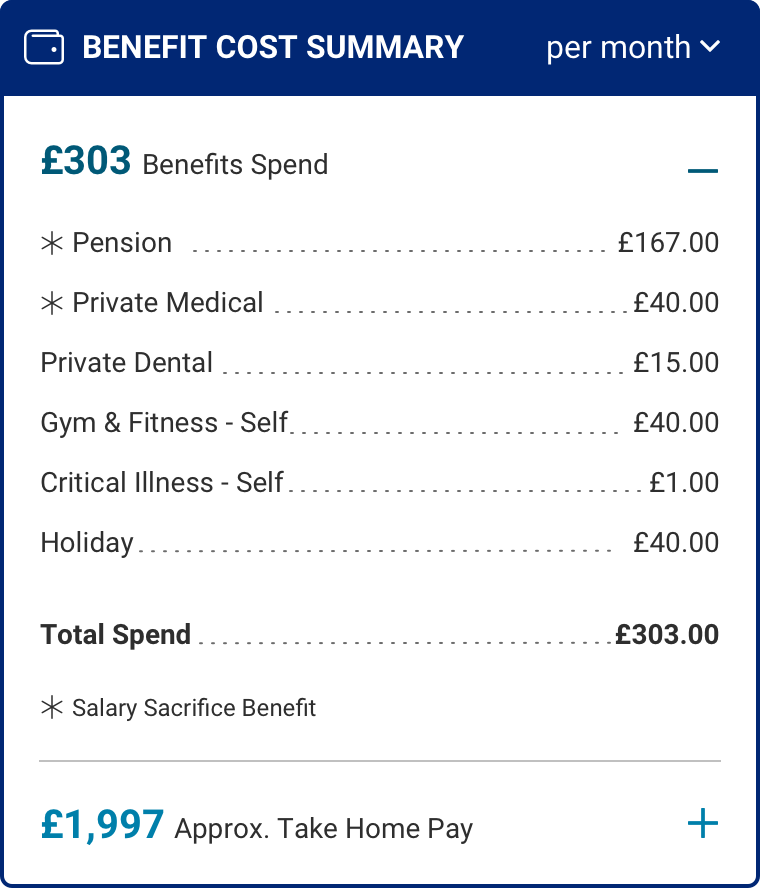 BENEFIT COST SUMMARY per month
£303 Benefits Spend
* Pension £167.00
* Private Medical £40.00
Private Dental £15.00
Gym & Fitness - Self £40.00
Critical Illness - Self £1.00
Holiday £40.00
Total Spend £303.00
* Salary Sacrifice Benefit
£1,997 Approx. Take Home Pay